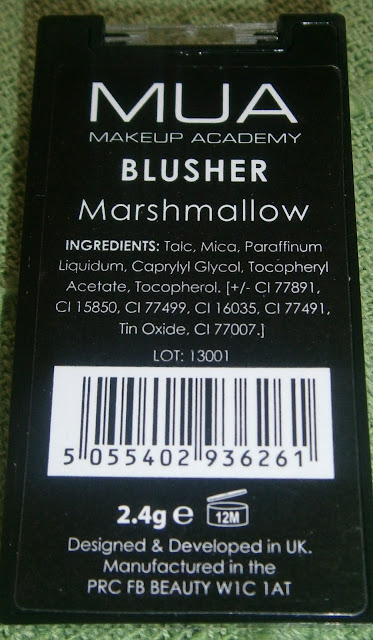 MUA
MAKEUP ACADEMY
BLUSHER
Marshmallow
INGREDIENTS: Talc, Mica, Paraffinum
Liquidum, Caprylyl Glycol, Tocopheryl
Acetate, Tocopherol. [+/- CI 77891,
CI 15850, CI 77499, CI 16035, CI 77491,
Tin Oxide, CI 77007.]
LOT: 13001
5 055402 936261
2.4g e 12M
Designed & Developed in UK.
Manufactured in the
PRC FB BEAUTY W1C 1AT